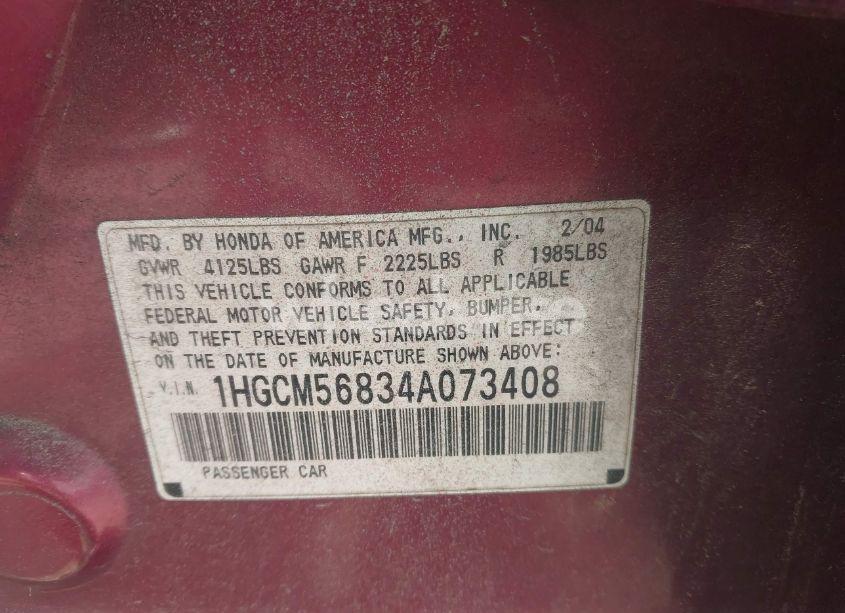 MFD. BY HONDA OF AMERICA MFG., INC. 2/04
GVWR 4125LBS GAWR F 2225LBS R 1985LBS
THIS VEHICLE CONFORMS TO ALL APPLICABLE
FEDERAL MOTOR VEHICLE SAFETY, BUMPER,
AND THEFT PREVENTION STANDARDS IN EFFECT
ON THE DATE OF MANUFACTURE SHOWN ABOVE:
V.I.N. 1HGCM56834A073408
PASSENGER CAR